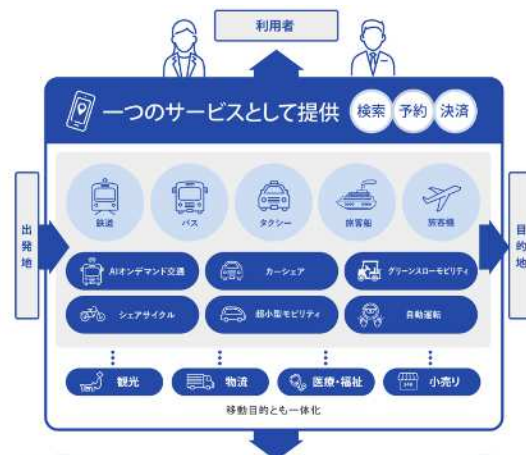 利用者
一つのサービスとして提供 検索 予約 決済
出発地
目的地
鉄道 バス タクシー 旅客船 旅客機
AIオンデマンド交通 カーシェア グリーンスローモビリティ
シェアサイクル 超小型モビリティ 自動運転
観光 物流 医療・福祉 小売り
移動目的とも一体化